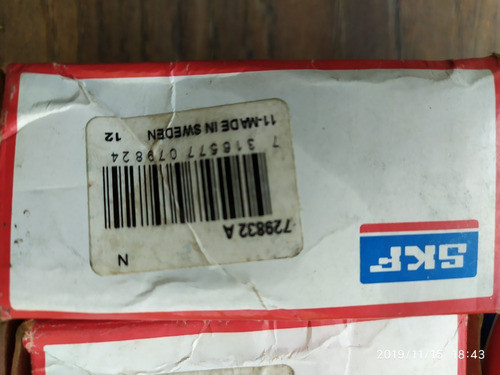 SKF
N
729832 A
7 316577 079824
12 11-MADE IN SWEDEN
2019/11/15 18:43